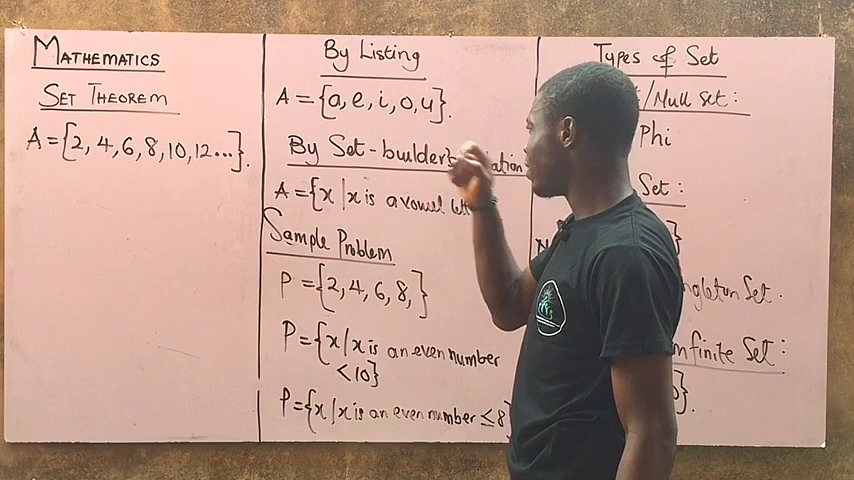 MATHEMATICS
SET THEOREM
A = {2, 4, 6, 8, 10, 12...}.
By Listing
A = {a, e, i, o, u}.
By Set-builder's
A = {x | x is a vowel
Sample Problem
P = {2, 4, 6, 8, }
P = {x / x is an even number
< 10}
P = {x / x is an even number ≤ 8}
Types of Set
/Null Set:
Phi
Set:
}
Set.
nfinite Set:
}.